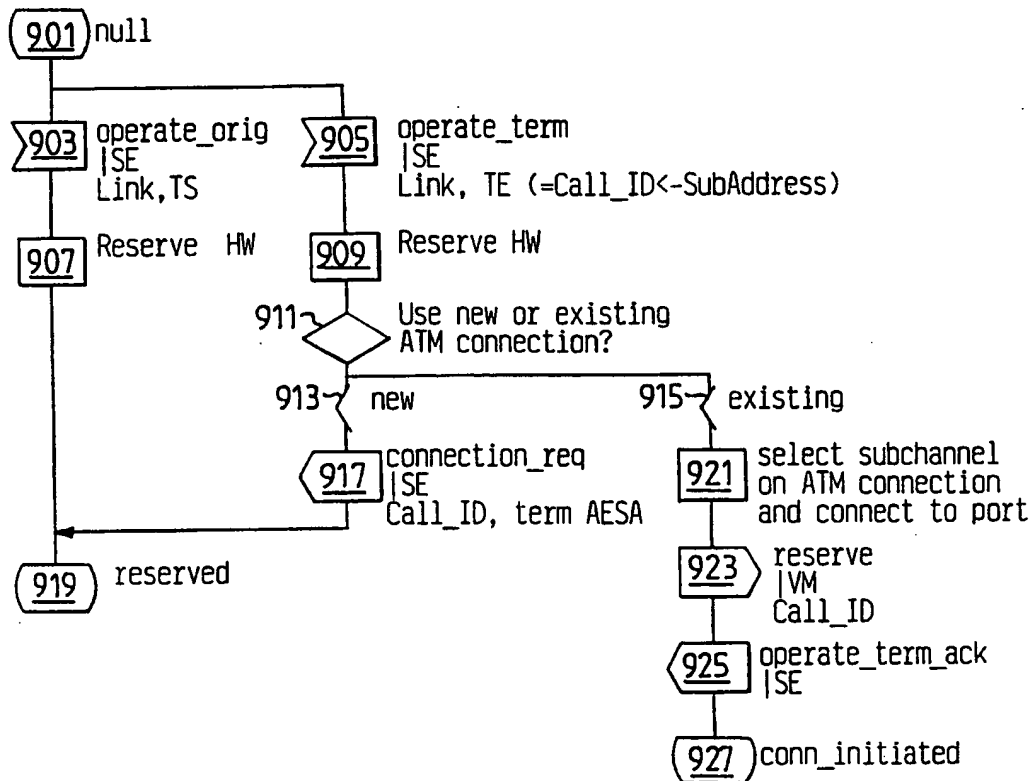 901 null
903 operate_orig
|SE
Link,TS
905 operate_term
|SE
Link, TE (=Call_ID<-SubAddress)
907 Reserve HW
909 Reserve HW
911 Use new or existing
ATM connection?
913 new
915 existing
917 connection_req
|SE
Call_ID, term AESA
921 select subchannel
on ATM connection
and connect to port
919 reserved
923 reserve
|VM
Call_ID
925 operate_term_ack
|SE
927 conn_initiated